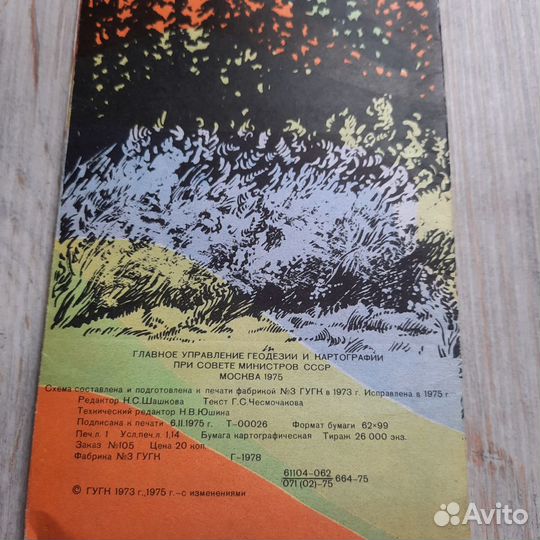 ГЛАВНОЕ УПРАВЛЕНИЕ ГЕОДЕЗИИ И КАРТОГРАФИИ
ПРИ СОВЕТЕ МИНИСТРОВ СССР
МОСКВА 1975
Схема составлена и подготовлена к печати фабрикой №3 ГУГК в 1973 г. Исправлена в 1975 г
Редактор Н.С.Шашкова Текст Г.С.Чесмочакова
Технический редактор Н.В.Юшина
Подписана к печати 6.II.1975 г. Т-00026 Формат бумаги 62×99
Печ.л. 1 Усл.печ.л. 1,14 Бумага картографическая Тираж 26 000 экз.
Заказ №105 Цена 20 коп.
Фабрика №3 ГУГК Г-1978
61104-062
071 (02)-75 664-75
© ГУГК 1973 г., 1975 г.-с изменениями
Avito